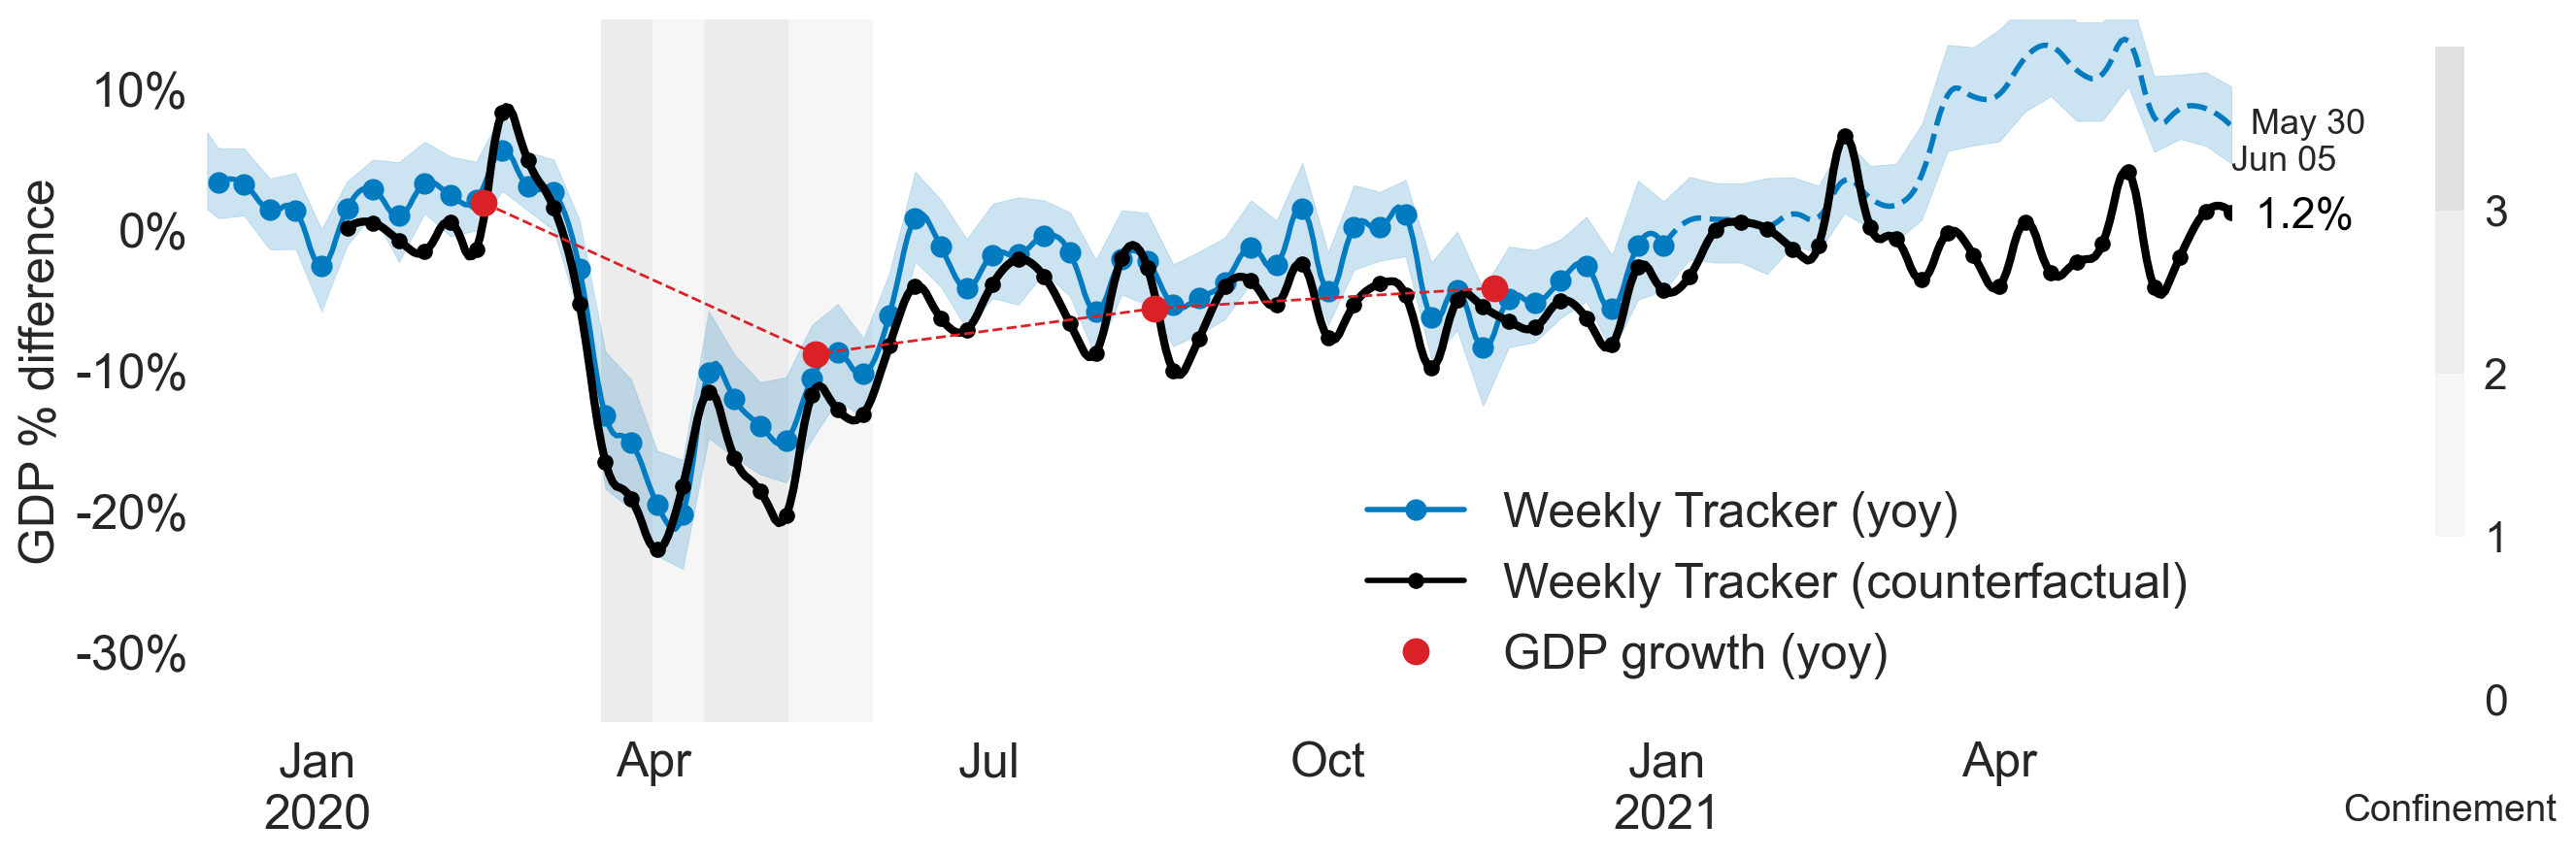 GDP % difference
10%
0%
-10%
-20%
-30%
Jan
2020
Apr
Jul
Oct
Jan
2021
Apr
May 30
Jun 05
1.2%
Weekly Tracker (yoy)
Weekly Tracker (counterfactual)
GDP growth (yoy)
3
2
1
0
Confinement